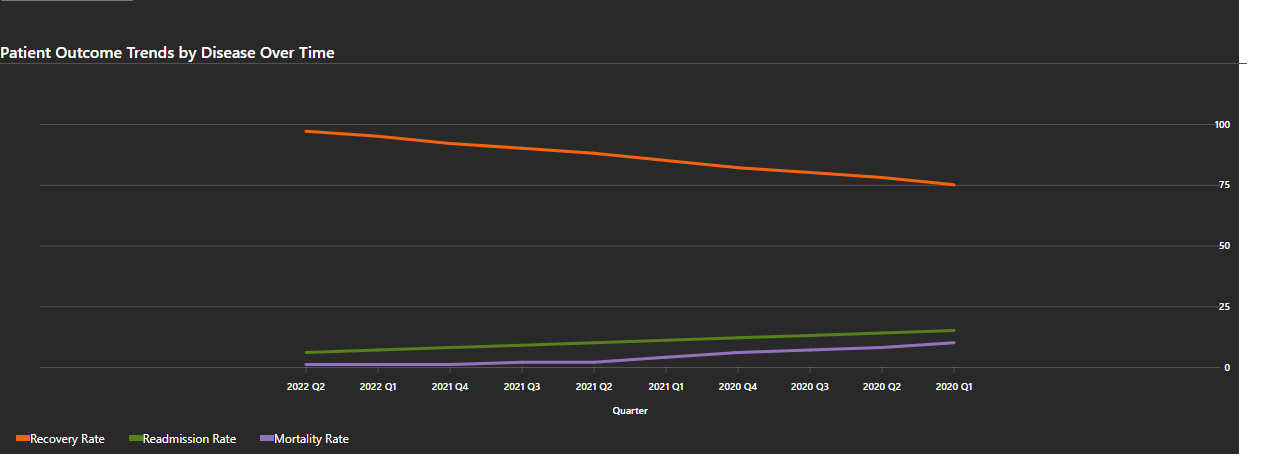 Patient Outcome Trends by Disease Over Time
100
75
50
25
0
2022 Q2 2022 Q1 2021 Q4 2021 Q3 2021 Q2 2021 Q1 2020 Q4 2020 Q3 2020 Q2 2020 Q1
Quarter
Recovery Rate Readmission Rate Mortality Rate